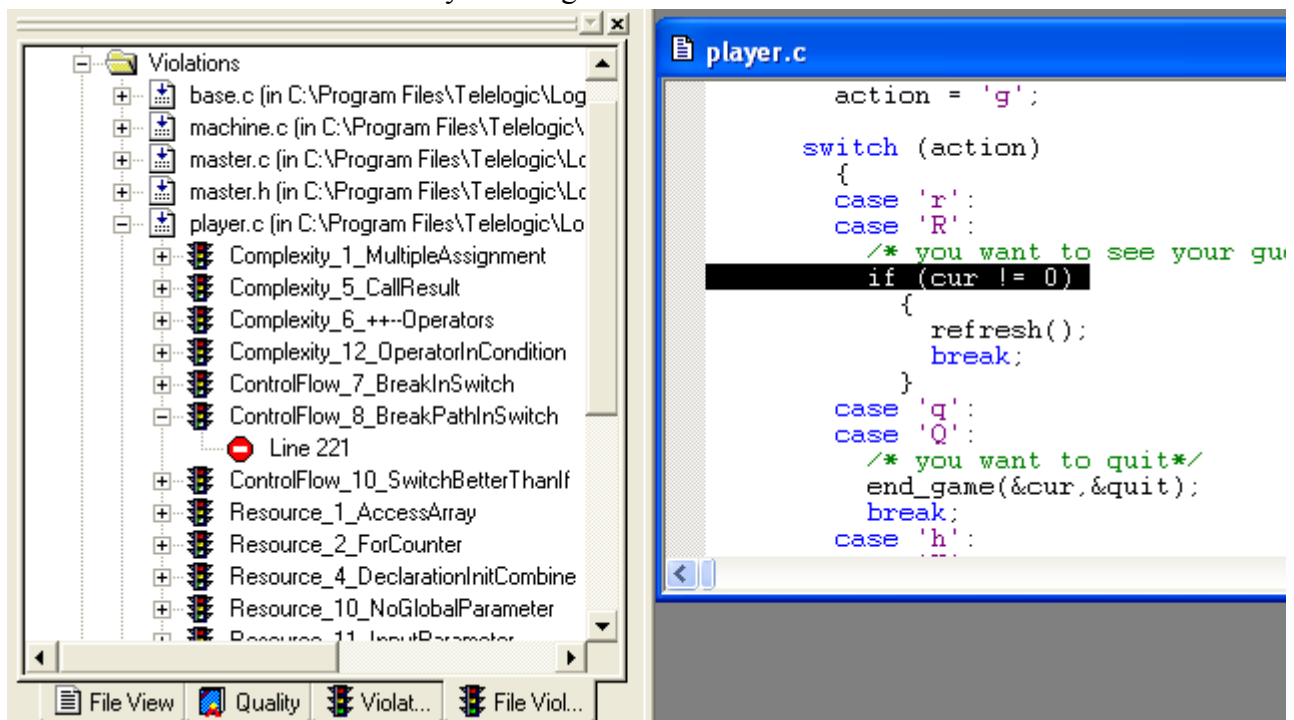 Violations
base.c (in C:\Program Files\Telelogic\Log
machine.c (in C:\Program Files\Telelogic\
master.c (in C:\Program Files\Telelogic\Lo
master.h (in C:\Program Files\Telelogic\Lo
player.c (in C:\Program Files\Telelogic\Lo
Complexity_1_MultipleAssignment
Complexity_5_CallResult
Complexity_6_++--Operators
Complexity_12_OperatorInCondition
ControlFlow_7_BreakInSwitch
ControlFlow_8_BreakPathInSwitch
Line 221
ControlFlow_10_SwitchBetterThanIf
Resource_1_AccessArray
Resource_2_ForCounter
Resource_4_DeclarationInitCombine
Resource_10_NoGlobalParameter
Resource_11_InputParameter
File View Quality Violat... File Viol...
player.c
action = 'g';
switch (action)
{
case 'r':
case 'R':
/* you want to see your gu
if (cur != 0)
{
refresh();
break;
}
case 'q':
case 'Q':
/* you want to quit*/
end_game(&cur,&quit);
break;
case 'h':